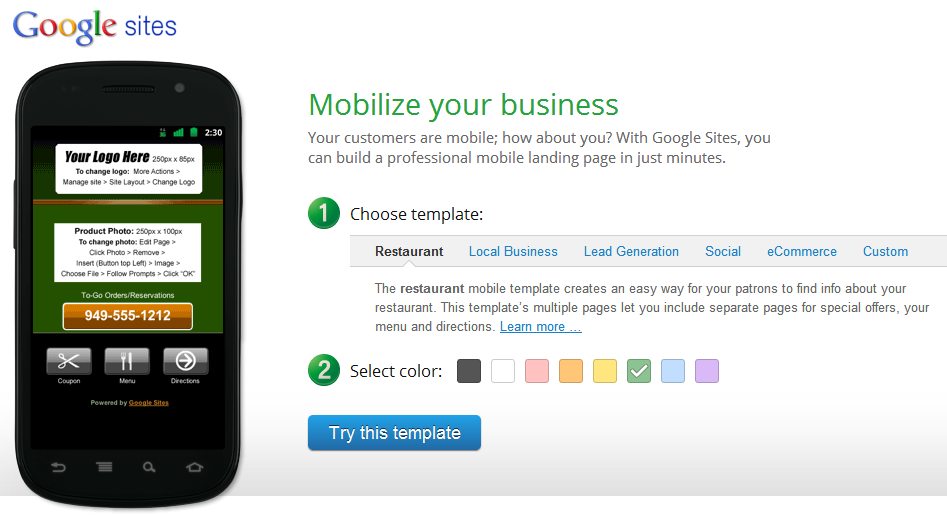 Google sites
2:30
Your Logo Here 250px x 85px
To change logo: More Actions >
Manage site > Site Layout > Change Logo
Product Photo: 250px x 100px
To change photo: Edit Page >
Click Photo > Remove >
Insert (Button top Left) > Image >
Choose File > Follow Prompts > Click "OK"
To-Go Orders/Reservations
949-555-1212
Coupon Menu Directions
Powered by Google Sites
Mobilize your business
Your customers are mobile; how about you? With Google Sites, you
can build a professional mobile landing page in just minutes.
1 Choose template:
Restaurant Local Business Lead Generation Social eCommerce Custom
The restaurant mobile template creates an easy way for your patrons to find info about your
restaurant. This template's multiple pages let you include separate pages for special offers, your
menu and directions. Learn more ...
2 Select color:
Try this template